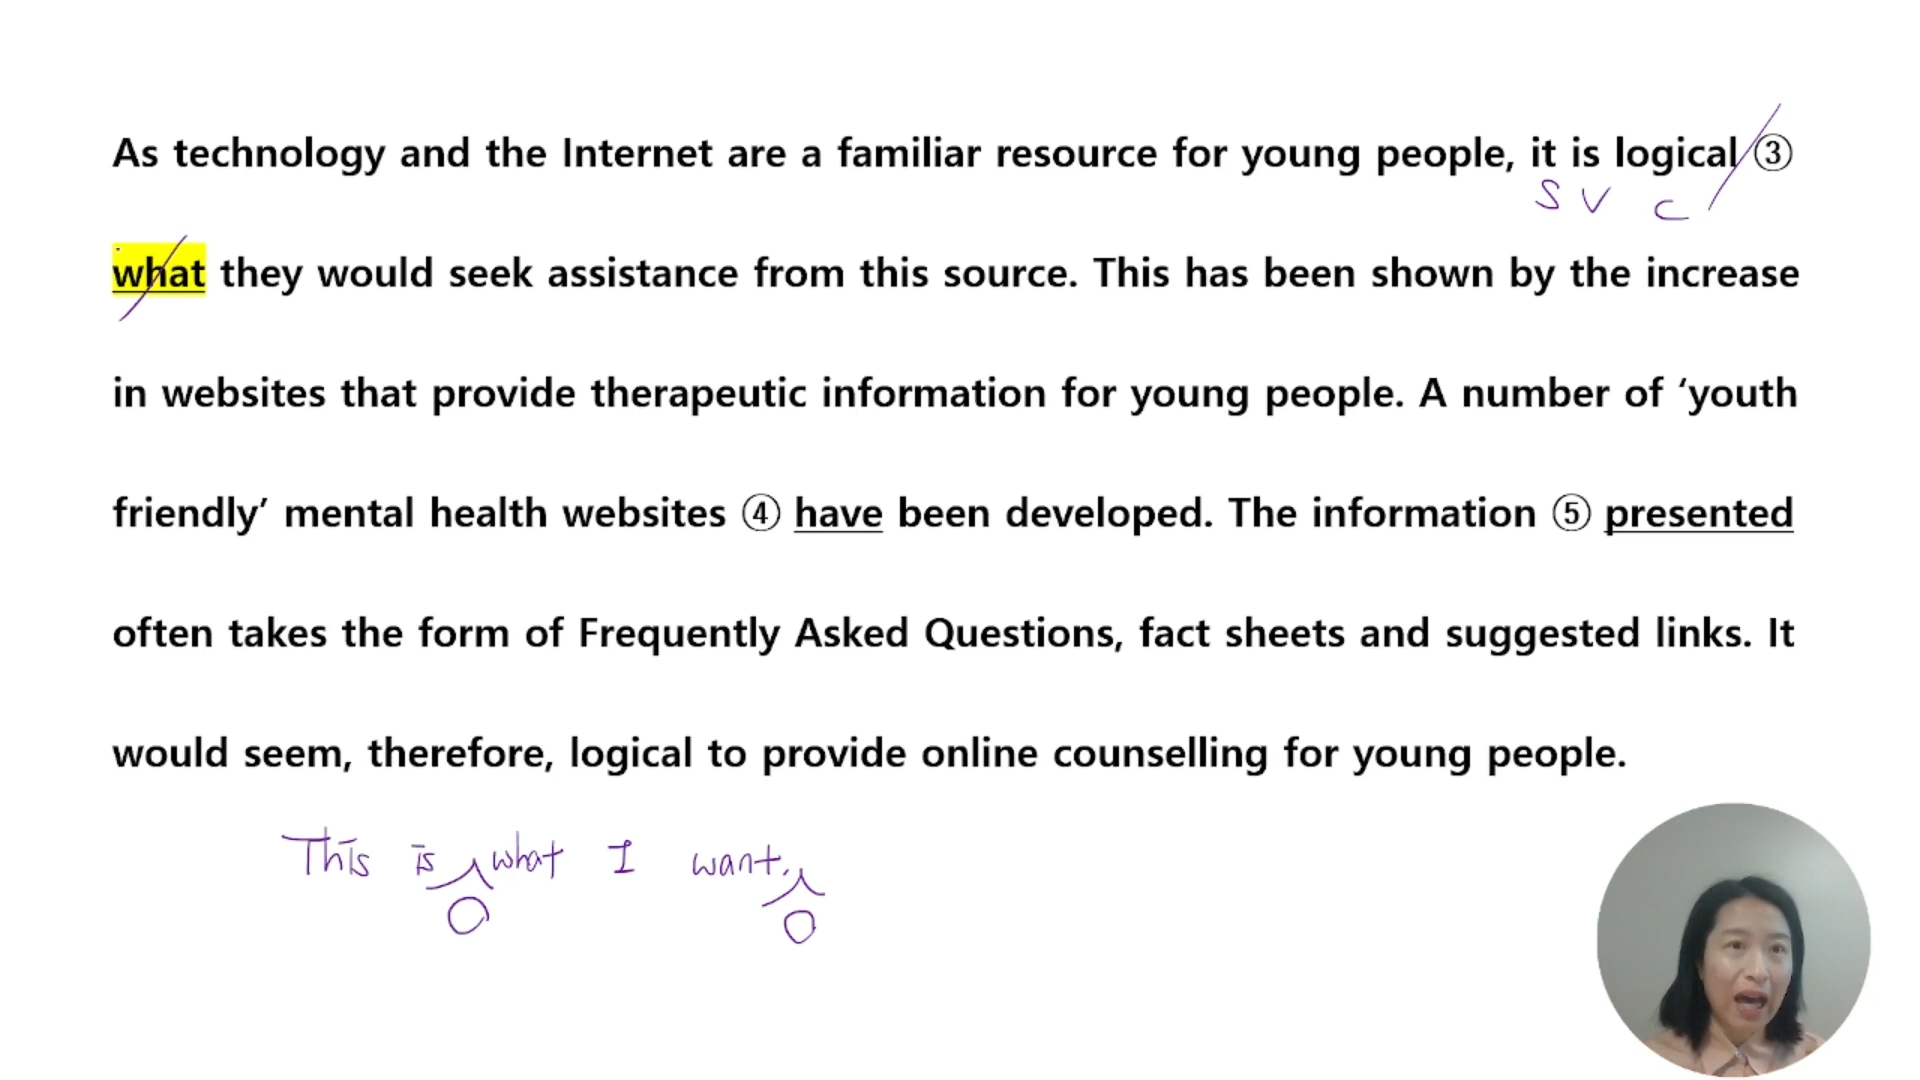 As technology and the Internet are a familiar resource for young people, it is logical ③
S V C
what they would seek assistance from this source. This has been shown by the increase
in websites that provide therapeutic information for young people. A number of ‘youth
friendly’ mental health websites ④ have been developed. The information ⑤ presented
often takes the form of Frequently Asked Questions, fact sheets and suggested links. It
would seem, therefore, logical to provide online counselling for young people.
This is what I want.
O O